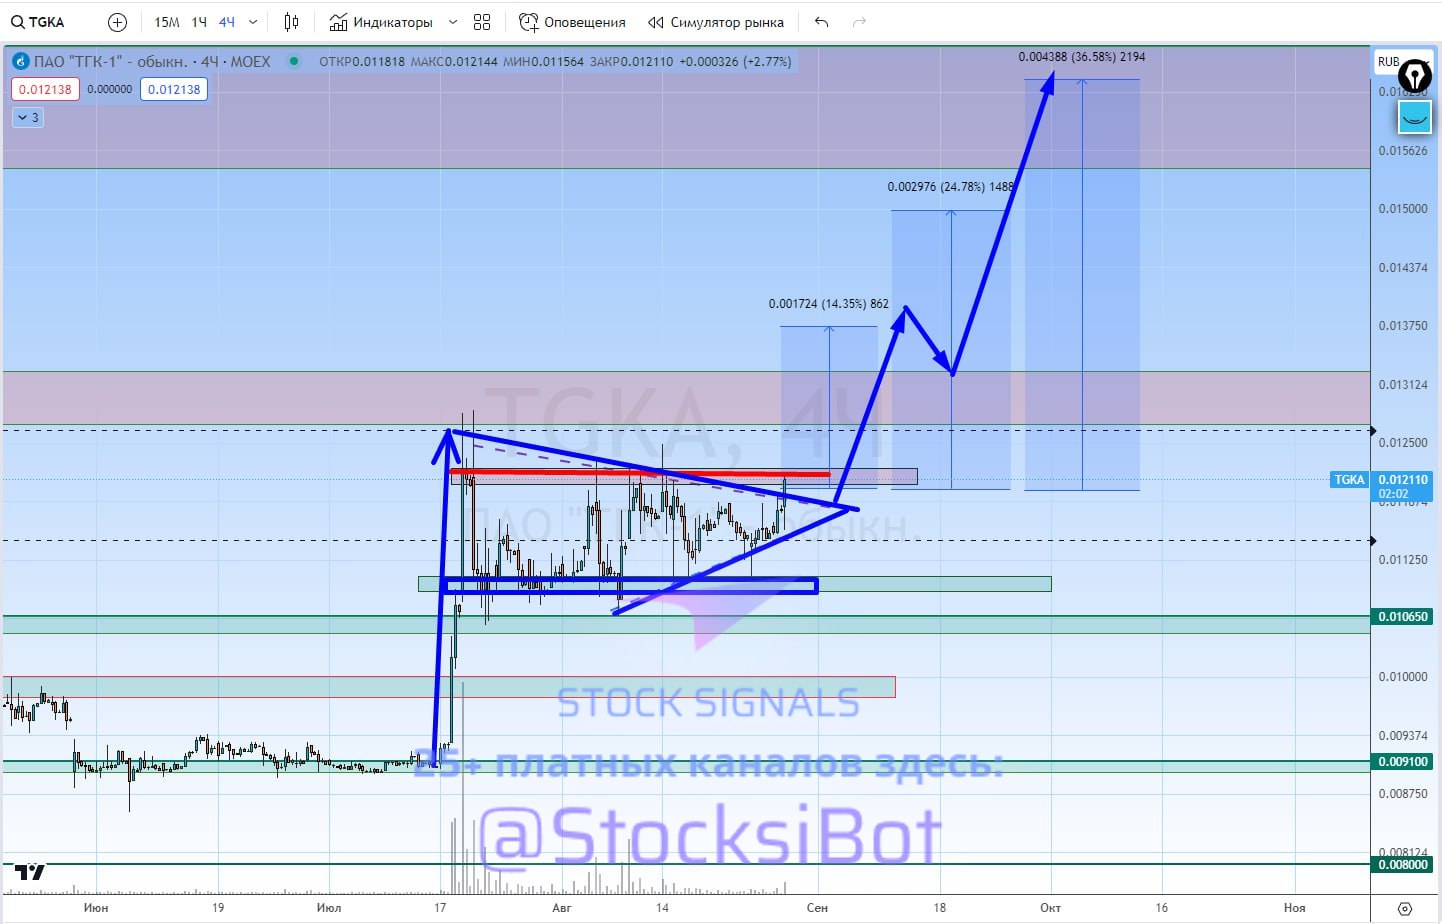 TGKA 15М 1Ч 4Ч Индикаторы Оповещения Симулятор рынка
ПАО "ТГК-1" - обыкн. · 4Ч · MOEX ОТКР0.011818 МАКС0.012144 МИН0.011564 ЗАКР0.012110 +0.000326 (+2.77%)
0.004388 (36.58%) 2194
RUB
0.012138 0.000000 0.012138
3
0.015626
0.002976 (24.78%) 1488
0.015000
0.014374
0.001724 (14.35%) 862
0.013750
0.013124
TGKA, 4Ч
0.012500
TGKA 0.012110
02:02
ПАО "ТГК-1" - обыкн.
0.011250
0.010650
0.010000
STOCK SIGNALS
0.009374
25+ платных каналов здесь:
0.009100
0.008750
@StocksiBot
0.008124
0.008000
Июн 19 Июл 17 Авг 14 Сен 18 Окт 16 Ноя